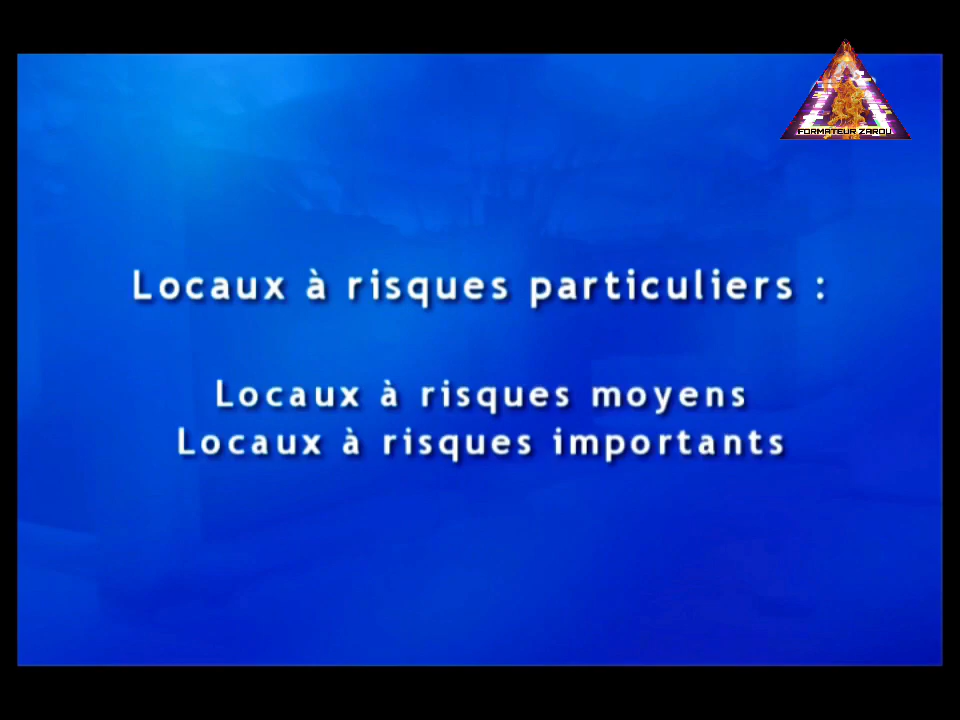 FORMATEUR ZAROU
Locaux à risques particuliers :
Locaux à risques moyens
Locaux à risques importants